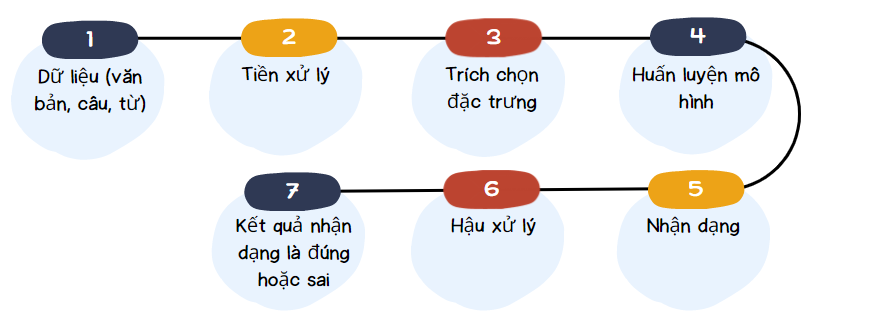 1
Dữ liệu (văn
bản, câu, từ)
2
Tiền xử lý
3
Trích chọn
đặc trưng
4
Huấn luyện mô
hình
5
Nhận dạng
6
Hậu xử lý
7
Kết quả nhận
dạng là đúng
hoặc sai